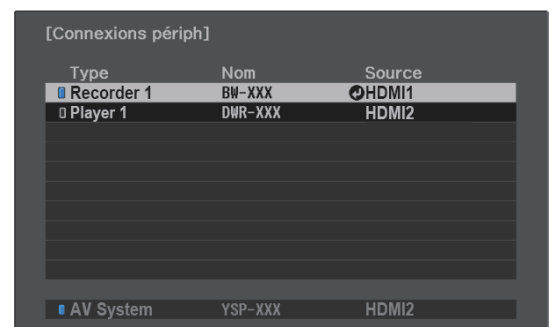 [Connexions périph]
Type Nom Source
Recorder 1 BW-XXX HDMI1
Player 1 DWR-XXX HDMI2
AV System YSP-XXX HDMI2